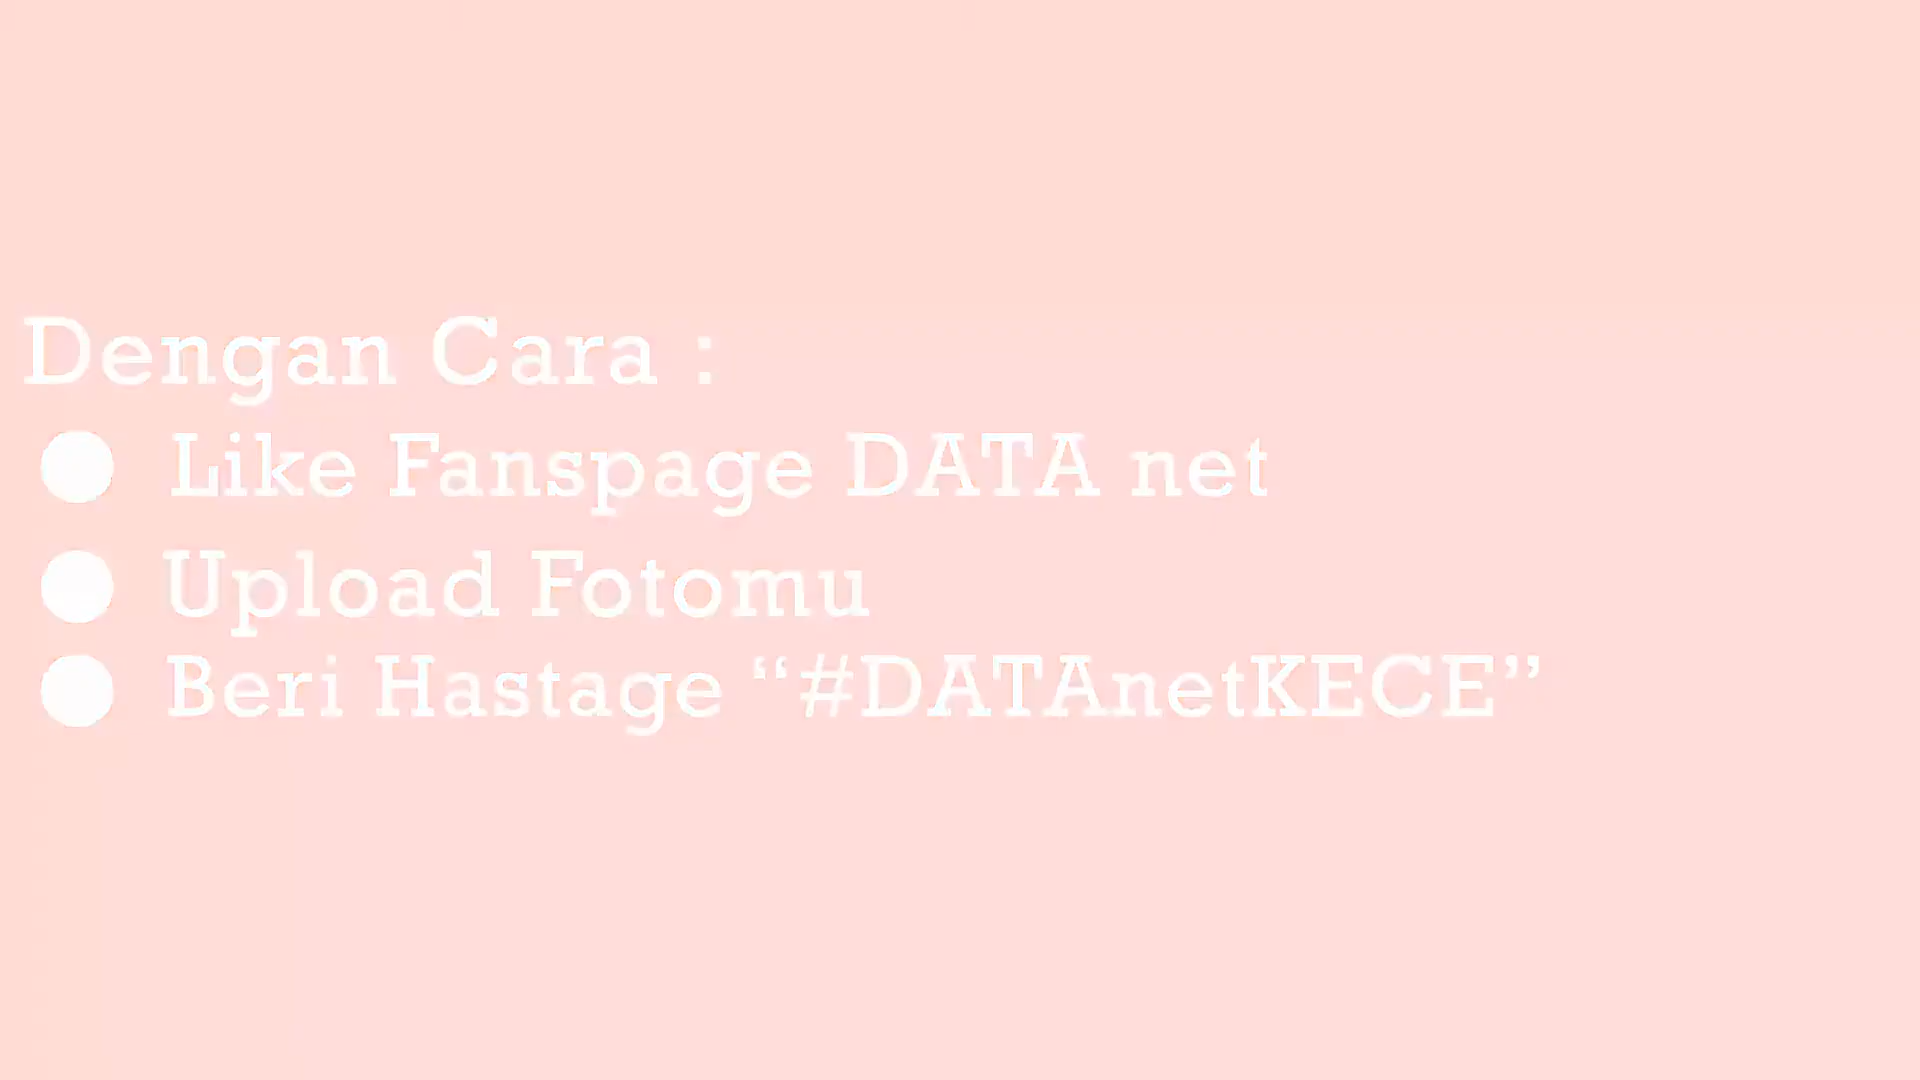 Dengan Cara :
● Like Fanspage DATA net
● Upload Fotomu
● Beri Hastage “#DATAnetKECE”